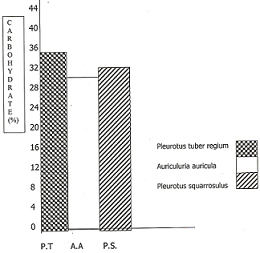 44
40
36
32
28
24
20
16
12
8
4
0
CARBOHYDRATE (%)
P.T A.A P.S.
Pleurotus tuber regium
Auriculuria auricula
Pleurotus squarrosulus